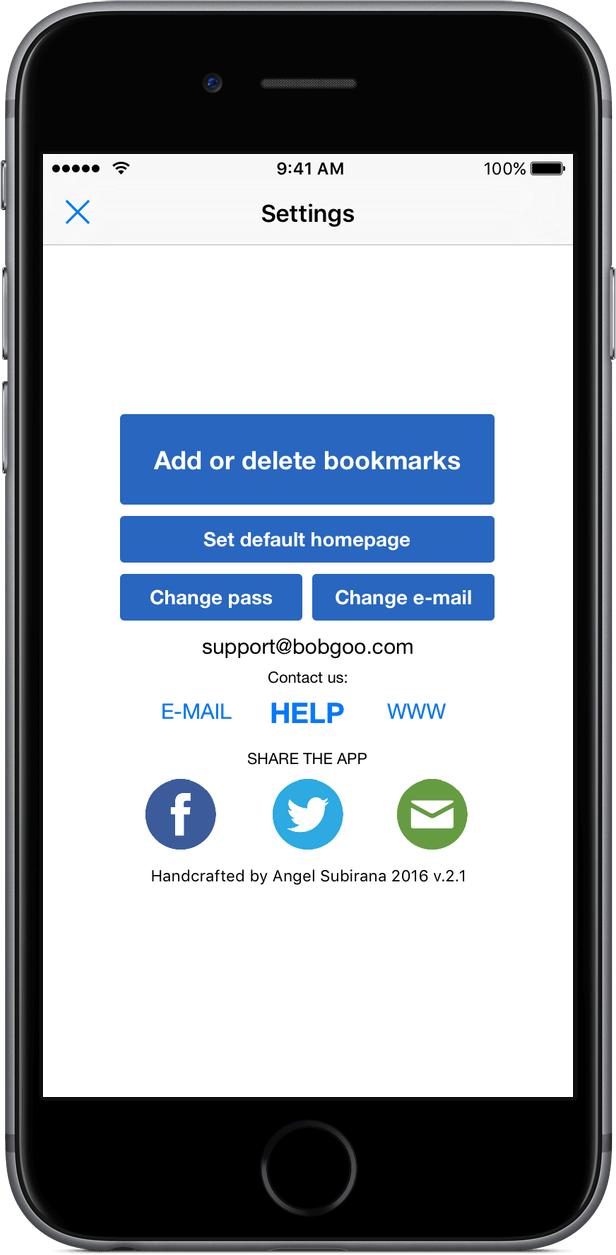 9:41 AM 100%
Settings
Add or delete bookmarks
Set default homepage
Change pass Change e-mail
support@bobgoo.com
Contact us:
E-MAIL HELP WWW
SHARE THE APP
Handcrafted by Angel Subirana 2016 v.2.1